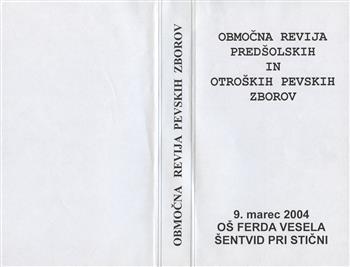 OBMOČNA REVIJA PEVSKIH ZBOROV
OBMOČNA REVIJA
PREDŠOLSKIH
IN
OTROŠKIH PEVSKIH
ZBOROV
9. marec 2004
OŠ FERDA VESELA
ŠENTVID PRI STIČNI